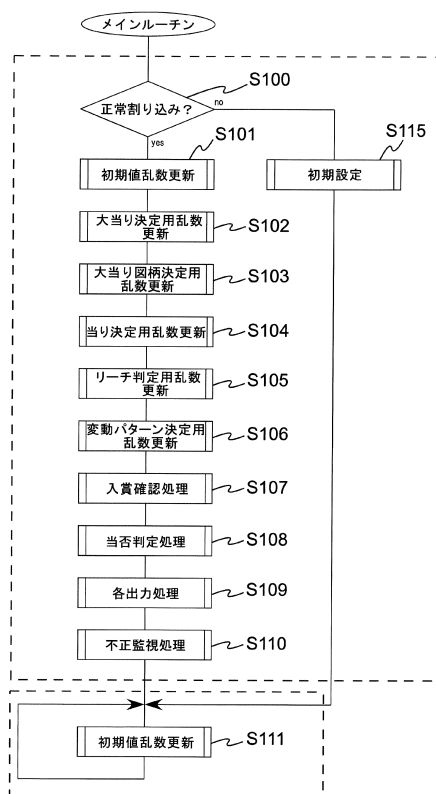 メインルーチン
S100
正常割り込み？
no
yes
S101
S115
初期値乱数更新
初期設定
大当り決定用乱数
更新
S102
大当り図柄決定用
乱数更新
S103
当り決定用乱数更新
S104
リーチ判定用乱数
更新
S105
変動パターン決定用
乱数更新
S106
入賞確認処理
S107
当否判定処理
S108
各出力処理
S109
不正監視処理
S110
初期値乱数更新
S111